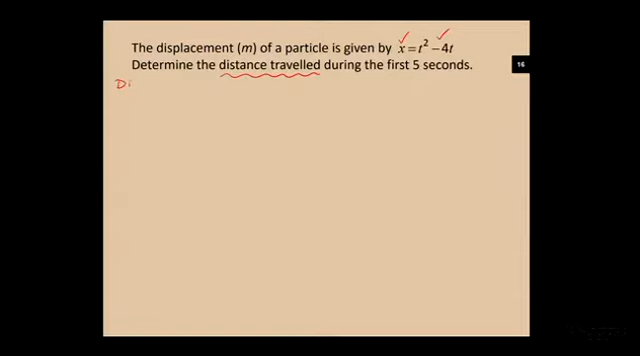 The displacement (m) of a particle is given by x = t² − 4t
Determine the distance travelled during the first 5 seconds.
16
Di